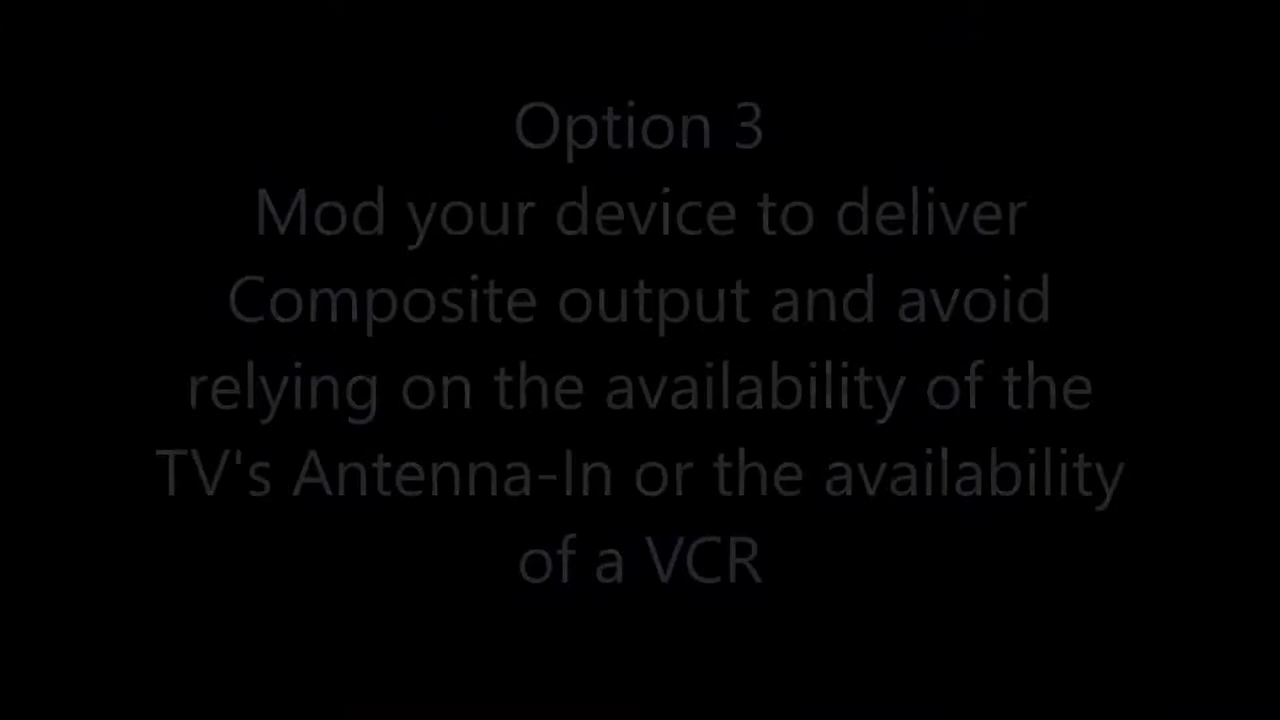 Option 3
Mod your device to deliver
Composite output and avoid
relying on the availability of the
TV's Antenna-In or the availability
of a VCR